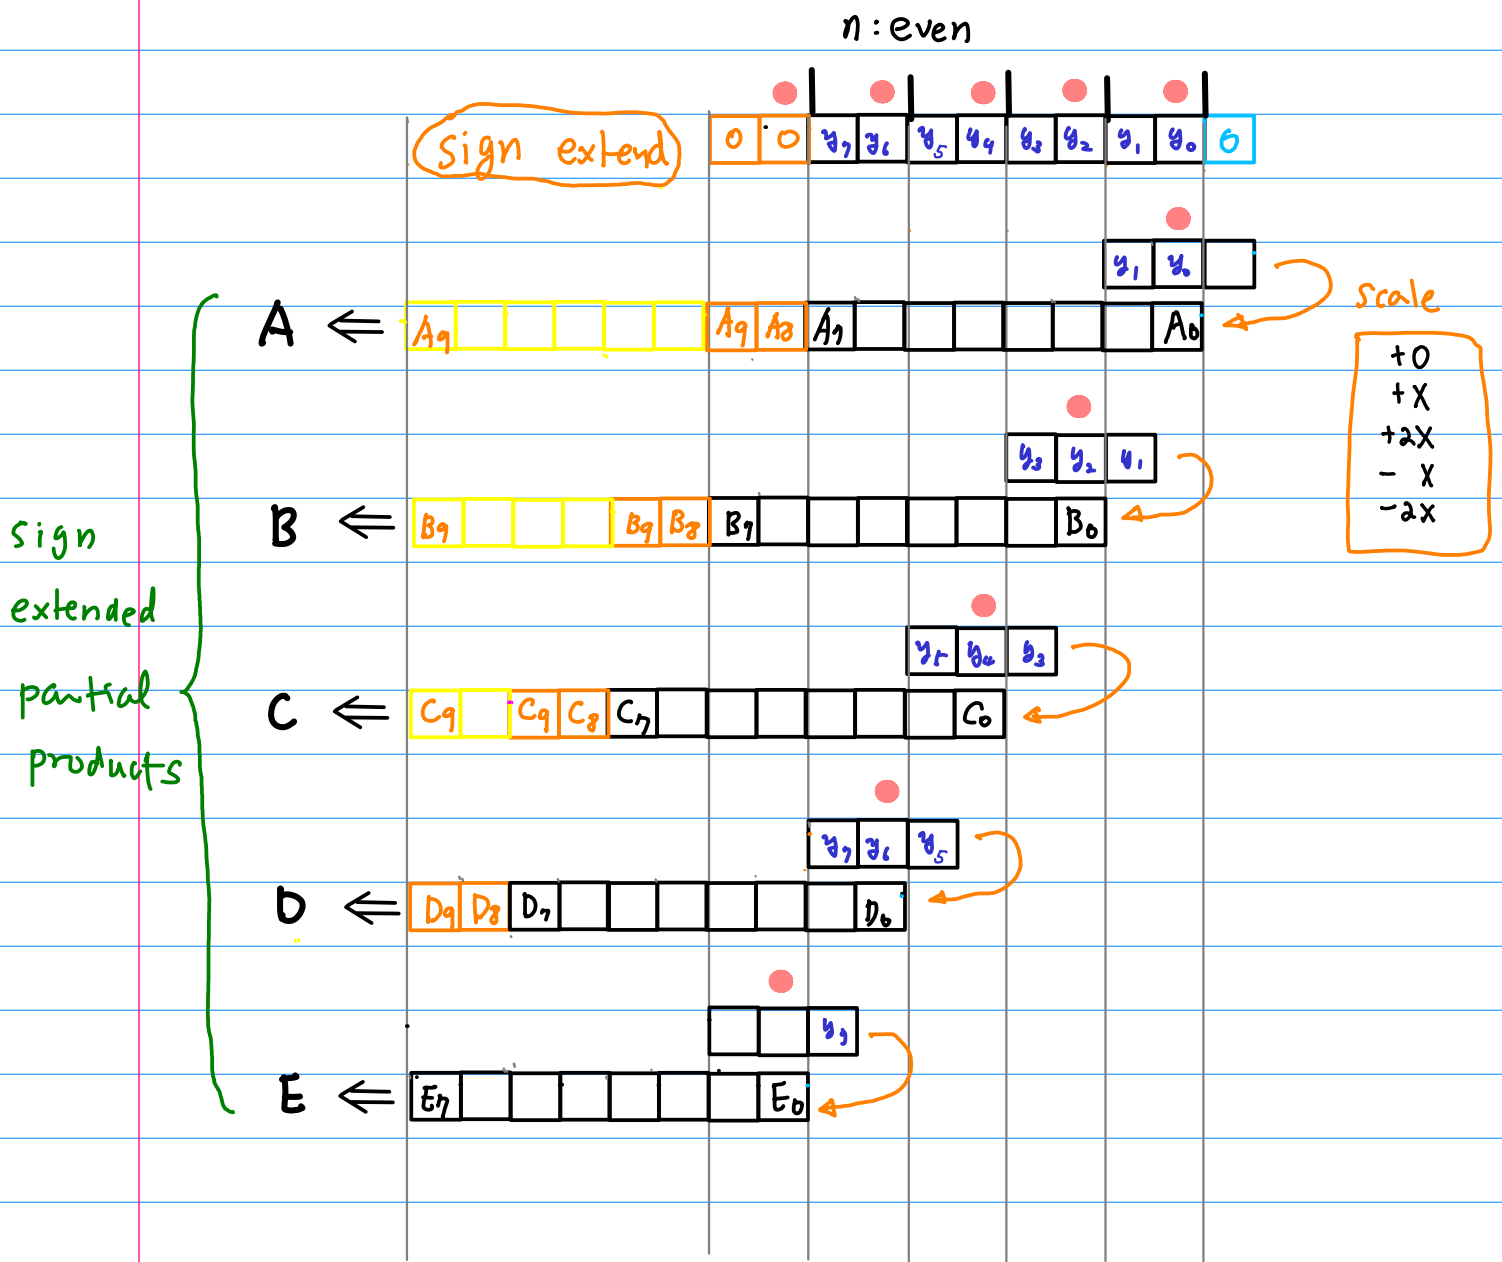 n : even
sign extend 0 0 y7 y6 y5 y4 y3 y2 y1 y0 0
y1 y0
A ⇐ A9 A9 A8 A7 A0
scale
+0
+X
+2X
- X
-2X
y3 y2 y1
B ⇐ B9 B9 B8 B7 B0
sign
extended
partial
products
y5 y4 y3
C ⇐ C9 C9 C8 C7 C0
y7 y6 y5
D ⇐ D9 D8 D7 D0
y7
E ⇐ E7 E0